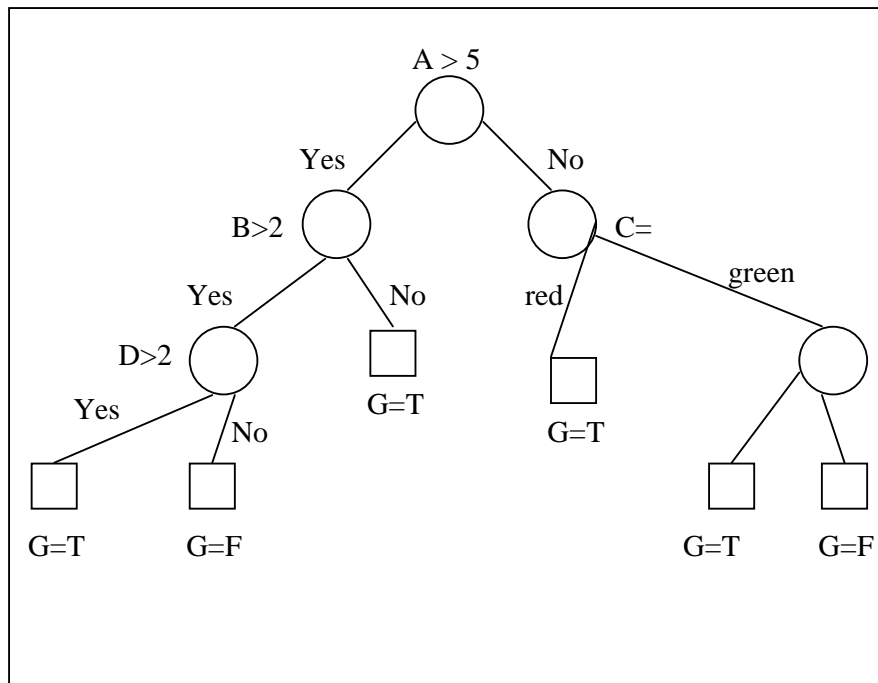 A > 5
Yes
No
B>2
C=
green
Yes
No
red
D>2
G=T
Yes
No
G=T
G=T
G=F
G=T
G=F